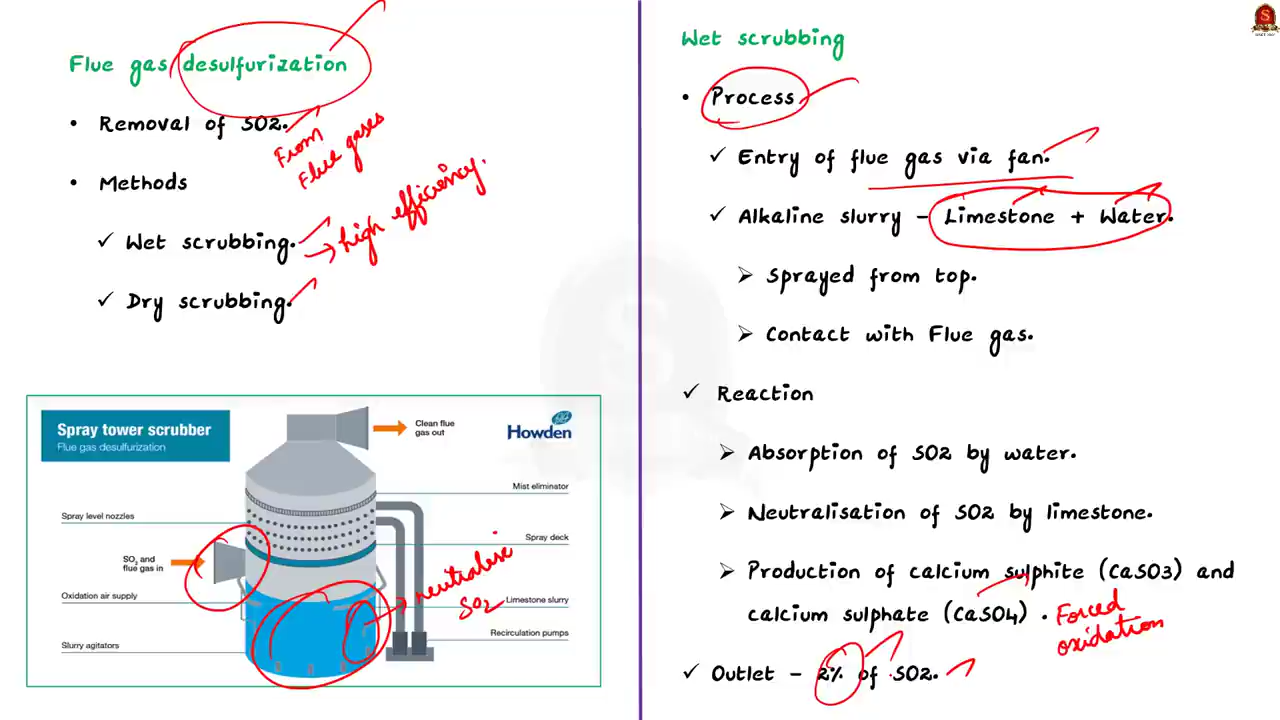 Flue gas desulfurization
• Removal of SO2.
From
Flue gases
• Methods
✓ Wet scrubbing.
→ high efficiency.
✓ Dry scrubbing.
Spray tower scrubber
Flue gas desulfurization
Clean flue
gas out
Howden
Mist eliminator
Spray level nozzles
Spray deck
SO2 and
flue gas in
neutralise
SO2
Oxidation air supply
Limestone slurry
Recirculation pumps
Slurry agitators
Wet scrubbing
• Process
✓ Entry of flue gas via fan.
✓ Alkaline slurry – Limestone + Water.
➢ Sprayed from top.
➢ Contact with Flue gas.
✓ Reaction
➢ Absorption of SO2 by water.
➢ Neutralisation of SO2 by limestone.
➢ Production of calcium sulphite (CaSO3) and
calcium sulphate (CaSO4) .
Forced
oxidation
✓ Outlet – 2% of SO2.
S